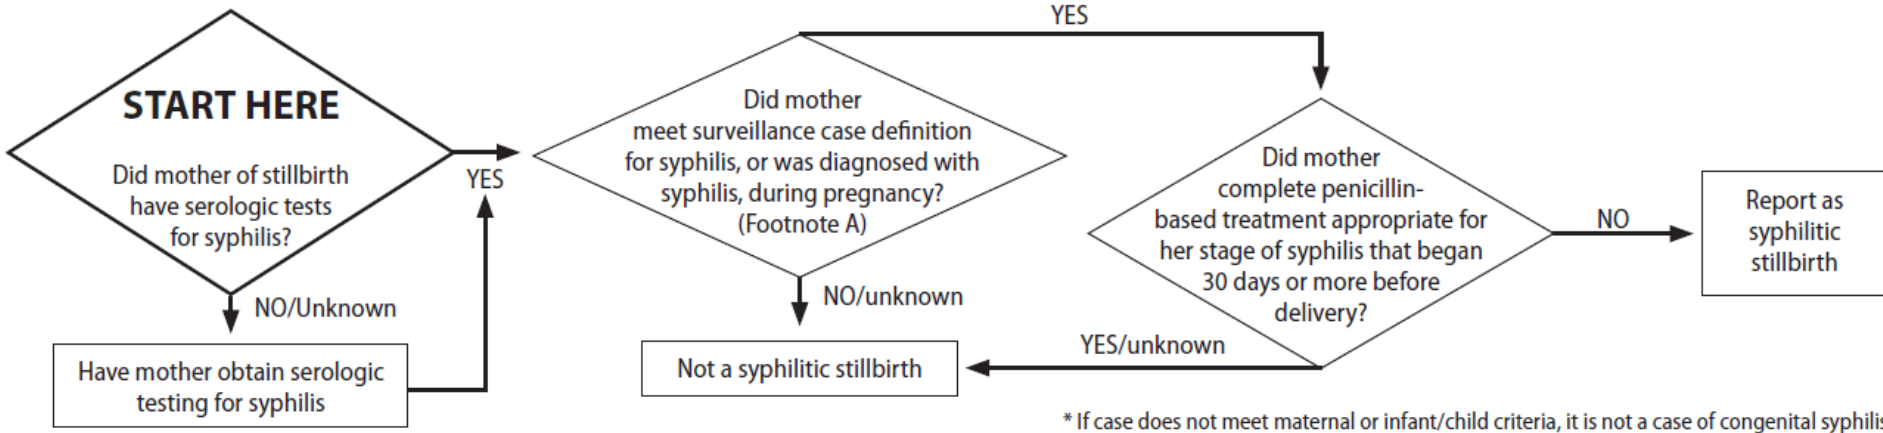 START HERE
Did mother of stillbirth
have serologic tests
for syphilis?
YES
NO/Unknown
Have mother obtain serologic
testing for syphilis
Did mother
meet surveillance case definition
for syphilis, or was diagnosed with
syphilis, during pregnancy?
(Footnote A)
YES
NO/unknown
Not a syphilitic stillbirth
Did mother
complete penicillin-
based treatment appropriate for
her stage of syphilis that began
30 days or more before
delivery?
YES/unknown
NO
Report as
syphilitic
stillbirth
* If case does not meet maternal or infant/child criteria, it is not a case of congenital syphilis